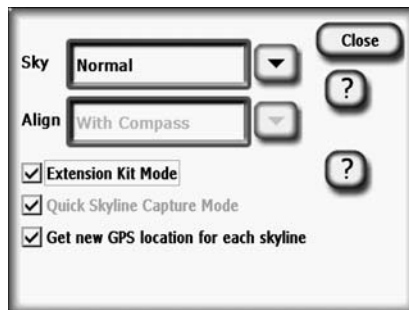 Close
Sky Normal
?
Align With Compass
Extension Kit Mode
?
Quick Skyline Capture Mode
Get new GPS location for each skyline